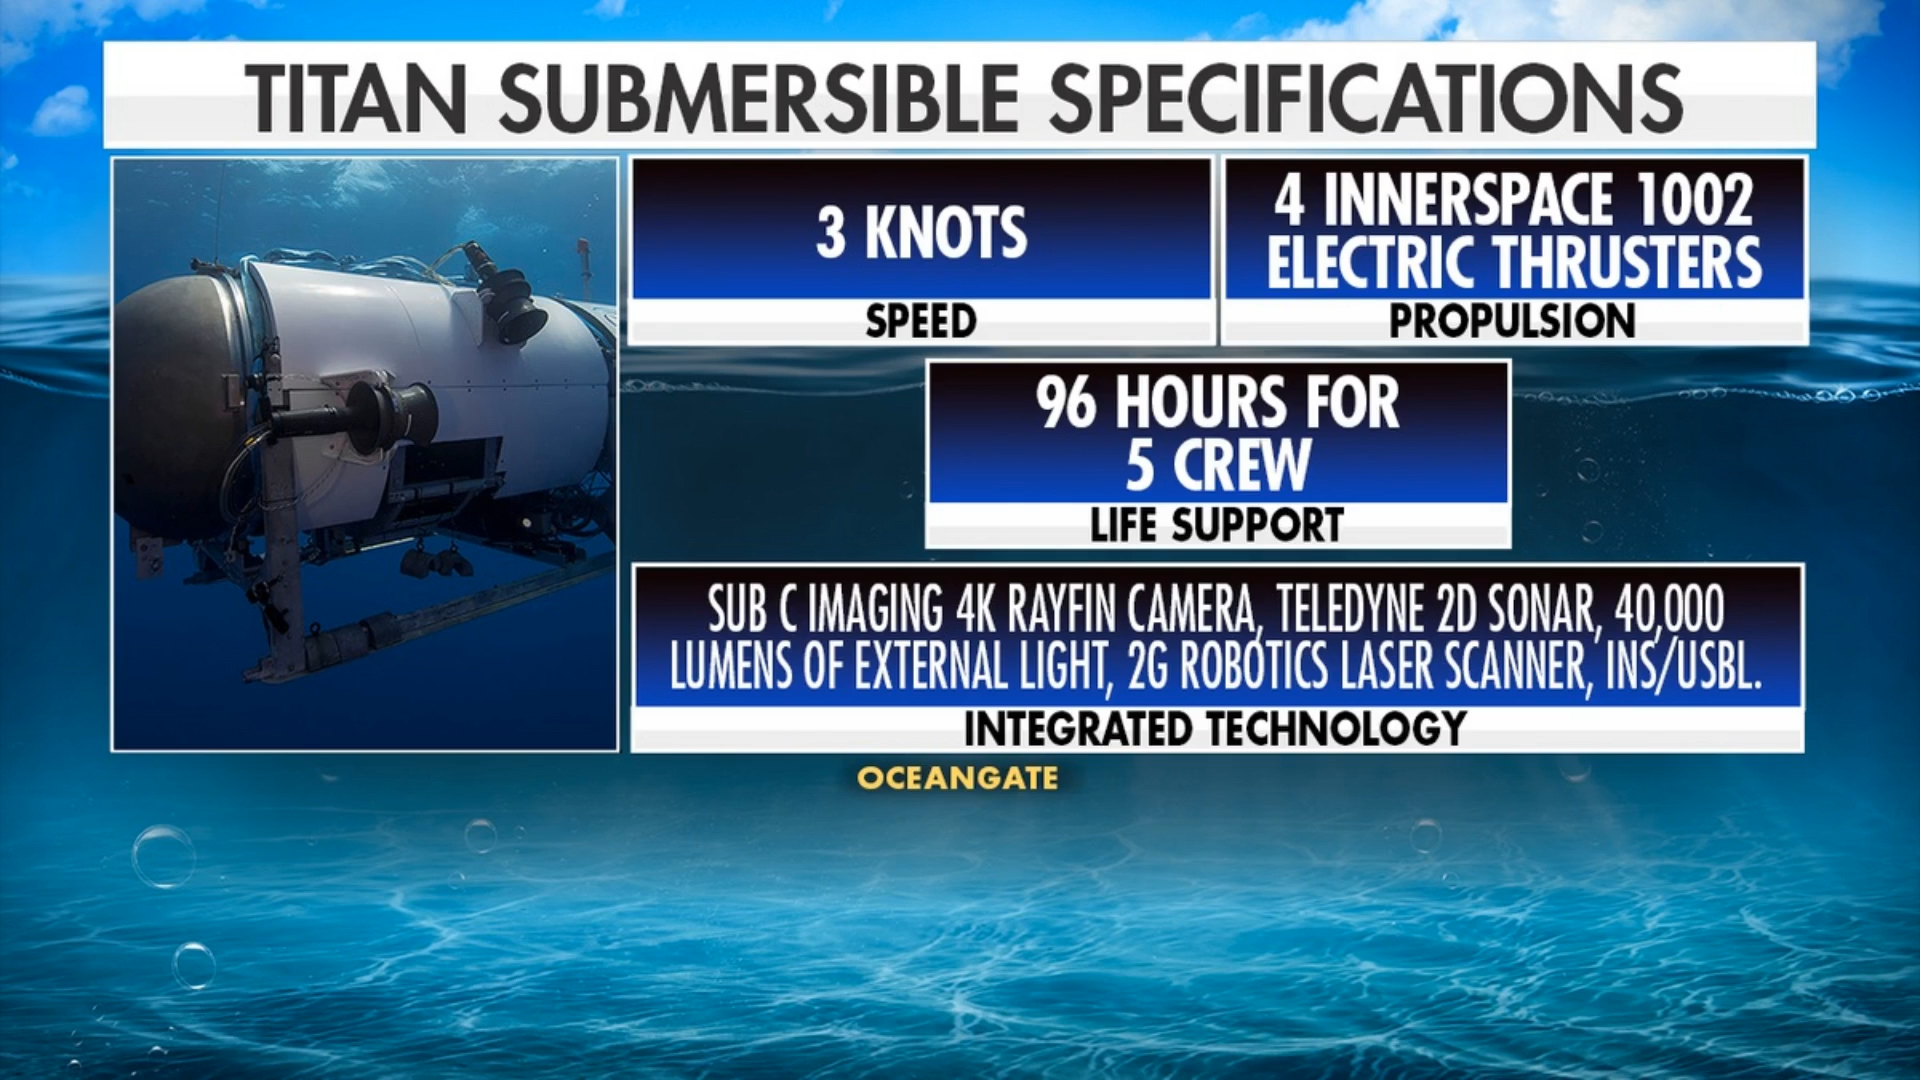 TITAN SUBMERSIBLE SPECIFICATIONS
3 KNOTS
SPEED
4 INNERSPACE 1002
ELECTRIC THRUSTERS
PROPULSION
96 HOURS FOR
5 CREW
LIFE SUPPORT
SUB C IMAGING 4K RAYFIN CAMERA, TELEDYNE 2D SONAR, 40,000
LUMENS OF EXTERNAL LIGHT, 2G ROBOTICS LASER SCANNER, INS/USBL.
INTEGRATED TECHNOLOGY
OCEANGATE